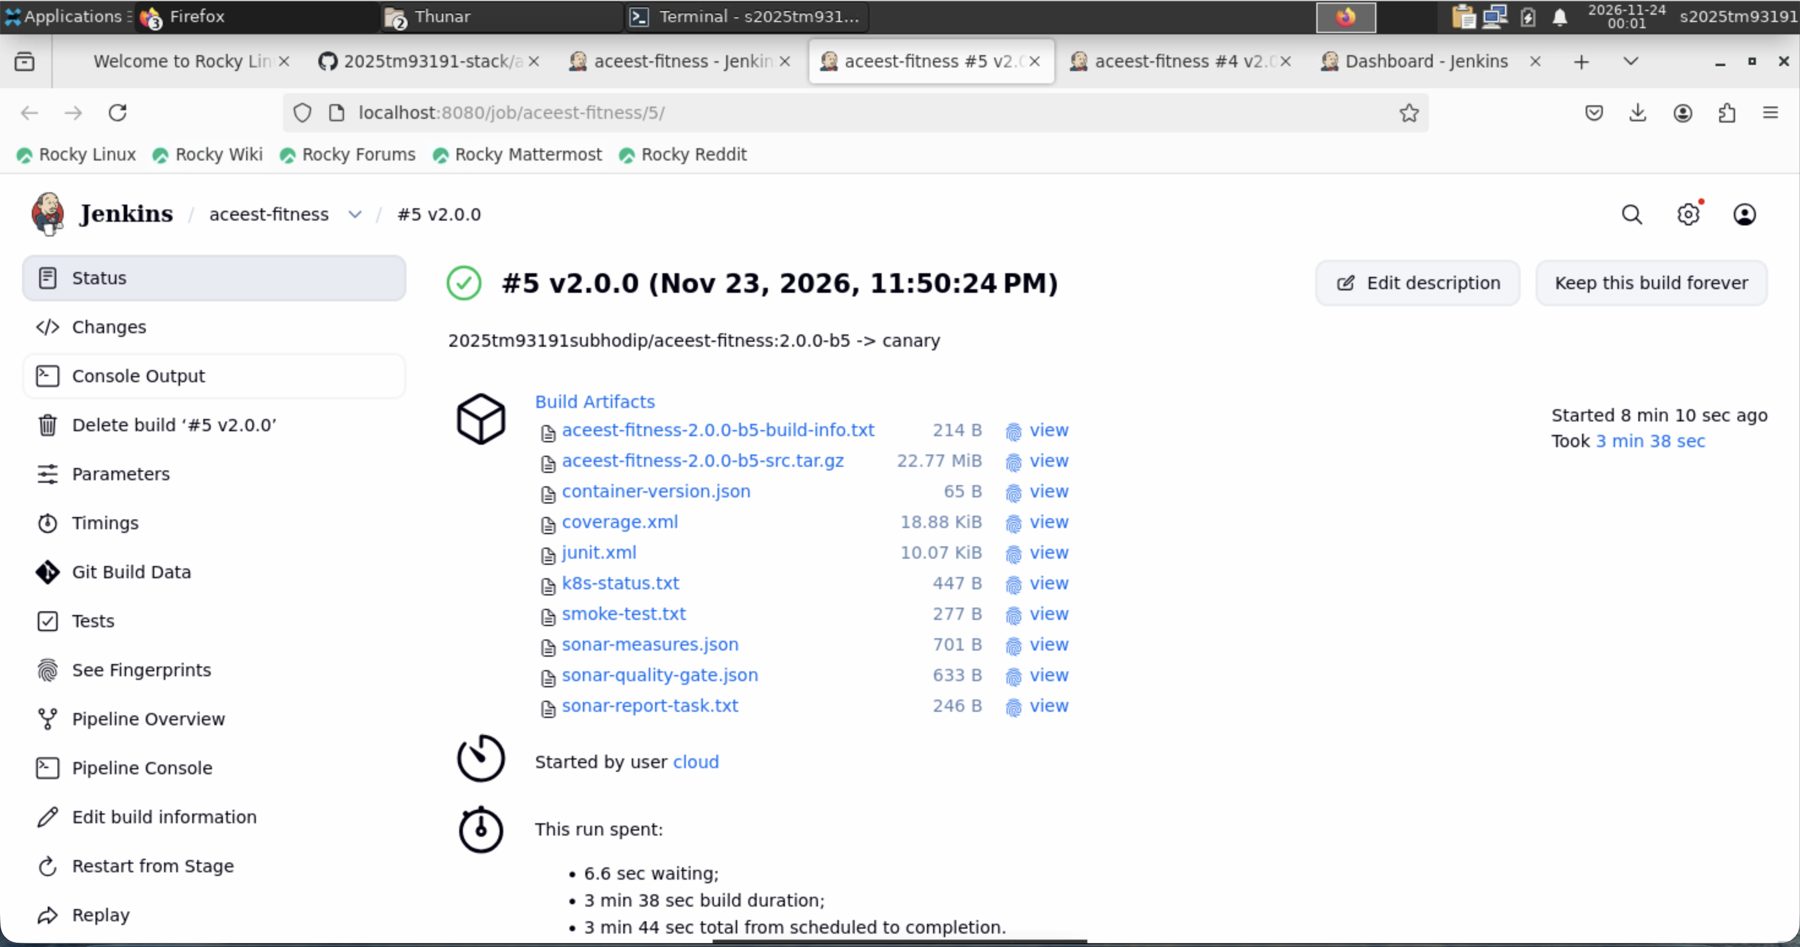 Applications
Firefox
3
Thunar
2
Terminal - s2025tm931...
2026-11-24
00:01
s2025tm93191
Welcome to Rocky Lin
2025tm93191-stack/a
aceest-fitness - Jenkin
aceest-fitness #5 v2.0
aceest-fitness #4 v2.0
Dashboard - Jenkins
localhost:8080/job/aceest-fitness/5/
Rocky Linux
Rocky Wiki
Rocky Forums
Rocky Mattermost
Rocky Reddit
Jenkins / aceest-fitness / #5 v2.0.0
Status
Changes
Console Output
Delete build ‘#5 v2.0.0’
Parameters
Timings
Git Build Data
Tests
See Fingerprints
Pipeline Overview
Pipeline Console
Edit build information
Restart from Stage
Replay
#5 v2.0.0 (Nov 23, 2026, 11:50:24 PM)
Edit description
Keep this build forever
2025tm93191subhodip/aceest-fitness:2.0.0-b5 -> canary
Started 8 min 10 sec ago
Took 3 min 38 sec
Build Artifacts
aceest-fitness-2.0.0-b5-build-info.txt 214 B view
aceest-fitness-2.0.0-b5-src.tar.gz 22.77 MiB view
container-version.json 65 B view
coverage.xml 18.88 KiB view
junit.xml 10.07 KiB view
k8s-status.txt 447 B view
smoke-test.txt 277 B view
sonar-measures.json 701 B view
sonar-quality-gate.json 633 B view
sonar-report-task.txt 246 B view
Started by user cloud
This run spent:
• 6.6 sec waiting;
• 3 min 38 sec build duration;
• 3 min 44 sec total from scheduled to completion.